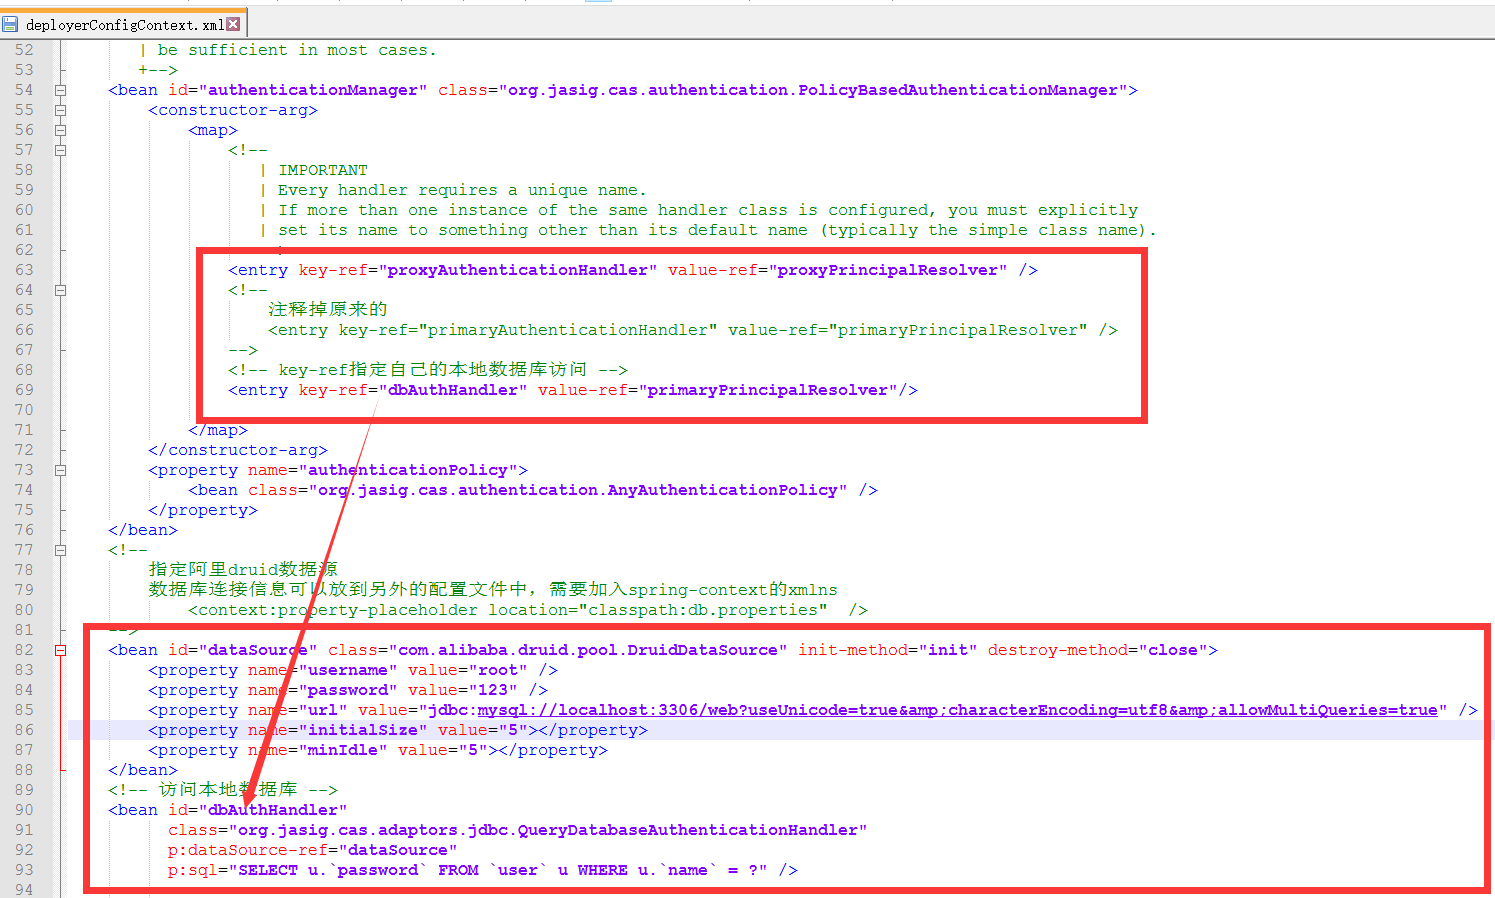 deployerConfigContext.xml
52 | be sufficient in most cases.
53 +-->
54 <bean id="authenticationManager" class="org.jasig.cas.authentication.PolicyBasedAuthenticationManager">
55 <constructor-arg>
56 <map>
57 <!--
58 | IMPORTANT
59 | Every handler requires a unique name.
60 | If more than one instance of the same handler class is configured, you must explicitly
61 | set its name to something other than its default name (typically the simple class name).
62
63 <entry key-ref="proxyAuthenticationHandler" value-ref="proxyPrincipalResolver" />
64 <!--
65 注释掉原来的
66 <entry key-ref="primaryAuthenticationHandler" value-ref="primaryPrincipalResolver" />
67 -->
68 <!-- key-ref指定自己的本地数据库访问 -->
69 <entry key-ref="dbAuthHandler" value-ref="primaryPrincipalResolver"/>
70
71 </map>
72 </constructor-arg>
73 <property name="authenticationPolicy">
74 <bean class="org.jasig.cas.authentication.AnyAuthenticationPolicy" />
75 </property>
76 </bean>
77 <!--
78 指定阿里druid数据源
79 数据库连接信息可以放到另外的配置文件中，需要加入spring-context的xmlns
80 <context:property-placeholder location="classpath:db.properties" />
81 -->
82 <bean id="dataSource" class="com.alibaba.druid.pool.DruidDataSource" init-method="init" destroy-method="close">
83 <property name="username" value="root" />
84 <property name="password" value="123" />
85 <property name="url" value="jdbc:mysql://localhost:3306/web?useUnicode=true&amp;characterEncoding=utf8&amp;allowMultiQueries=true" />
86 <property name="initialSize" value="5"></property>
87 <property name="minIdle" value="5"></property>
88 </bean>
89 <!-- 访问本地数据库 -->
90 <bean id="dbAuthHandler"
91 class="org.jasig.cas.adaptors.jdbc.QueryDatabaseAuthenticationHandler"
92 p:dataSource-ref="dataSource"
93 p:sql="SELECT u.`password` FROM `user` u WHERE u.`name` = ?" />
94